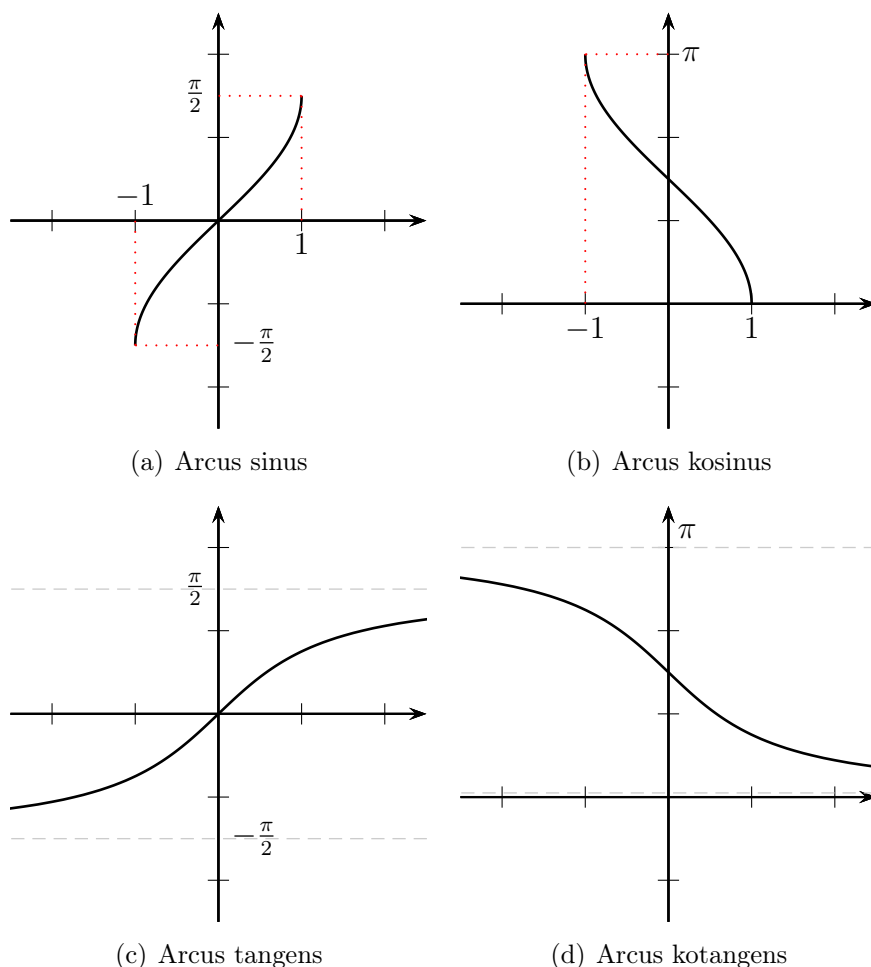 π/2
−1
1
−π/2
(a) Arcus sinus
π
−1
1
(b) Arcus kosinus
π/2
−π/2
(c) Arcus tangens
π
(d) Arcus kotangens